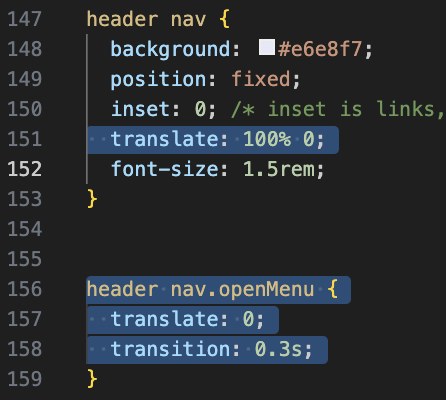 147 header nav {
148 background: #e6e8f7;
149 position: fixed;
150 inset: 0; /* inset is links,
151 translate: 100% 0;
152 font-size: 1.5rem;
153 }
154
155
156 header nav.openMenu {
157 translate: 0;
158 transition: 0.3s;
159 }